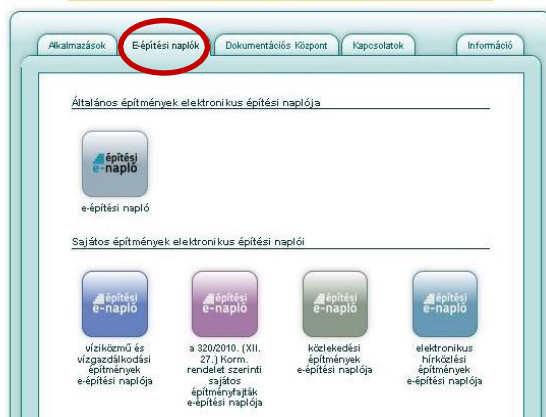 Alkalmazások E-építési naplók Dokumentációs Központ Kapcsolatok Információ
Általános építmények elektronikus építési naplója
építési
e-napló
e-építési napló
Sajátos építmények elektronikus építési naplói
építési
e-napló
építési
e-napló
építési
e-napló
építési
e-napló
víziközmű és
vízgazdálkodási
építmények
e-építési naplója
a 320/2010. (XII.
27.) Korm.
rendelet szerinti
sajátos
építményfajták
e-építési naplója
közlekedési
építmények
e-építési naplója
elektronikus
hírközlési
építmények
e-építési naplója